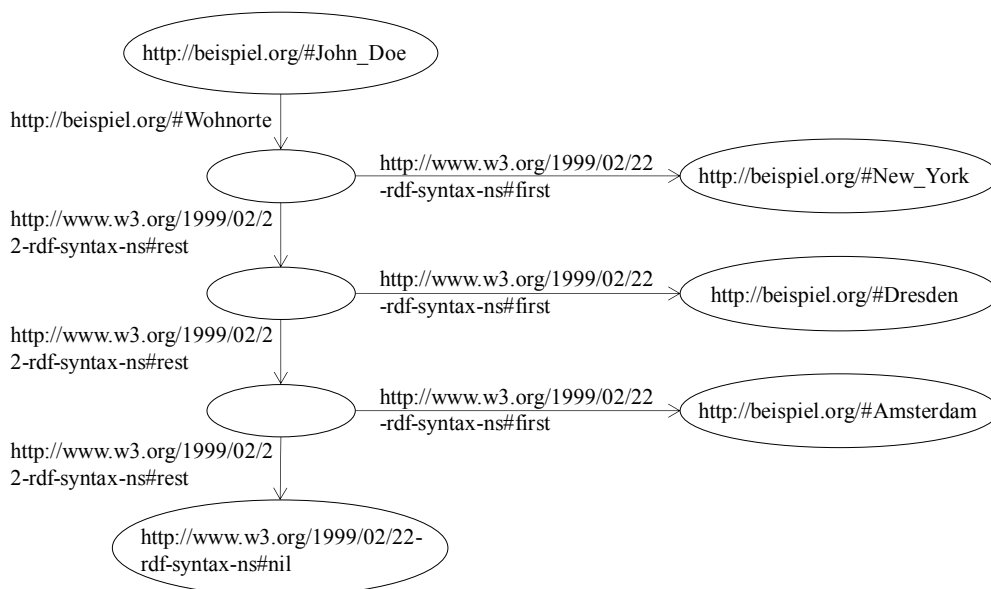 http://beispiel.org/#John_Doe
http://beispiel.org/#Wohnorte
http://www.w3.org/1999/02/22
-rdf-syntax-ns#first
http://beispiel.org/#New_York
http://www.w3.org/1999/02/2
2-rdf-syntax-ns#rest
http://www.w3.org/1999/02/22
-rdf-syntax-ns#first
http://beispiel.org/#Dresden
http://www.w3.org/1999/02/2
2-rdf-syntax-ns#rest
http://www.w3.org/1999/02/22
-rdf-syntax-ns#first
http://beispiel.org/#Amsterdam
http://www.w3.org/1999/02/2
2-rdf-syntax-ns#rest
http://www.w3.org/1999/02/22-
rdf-syntax-ns#nil